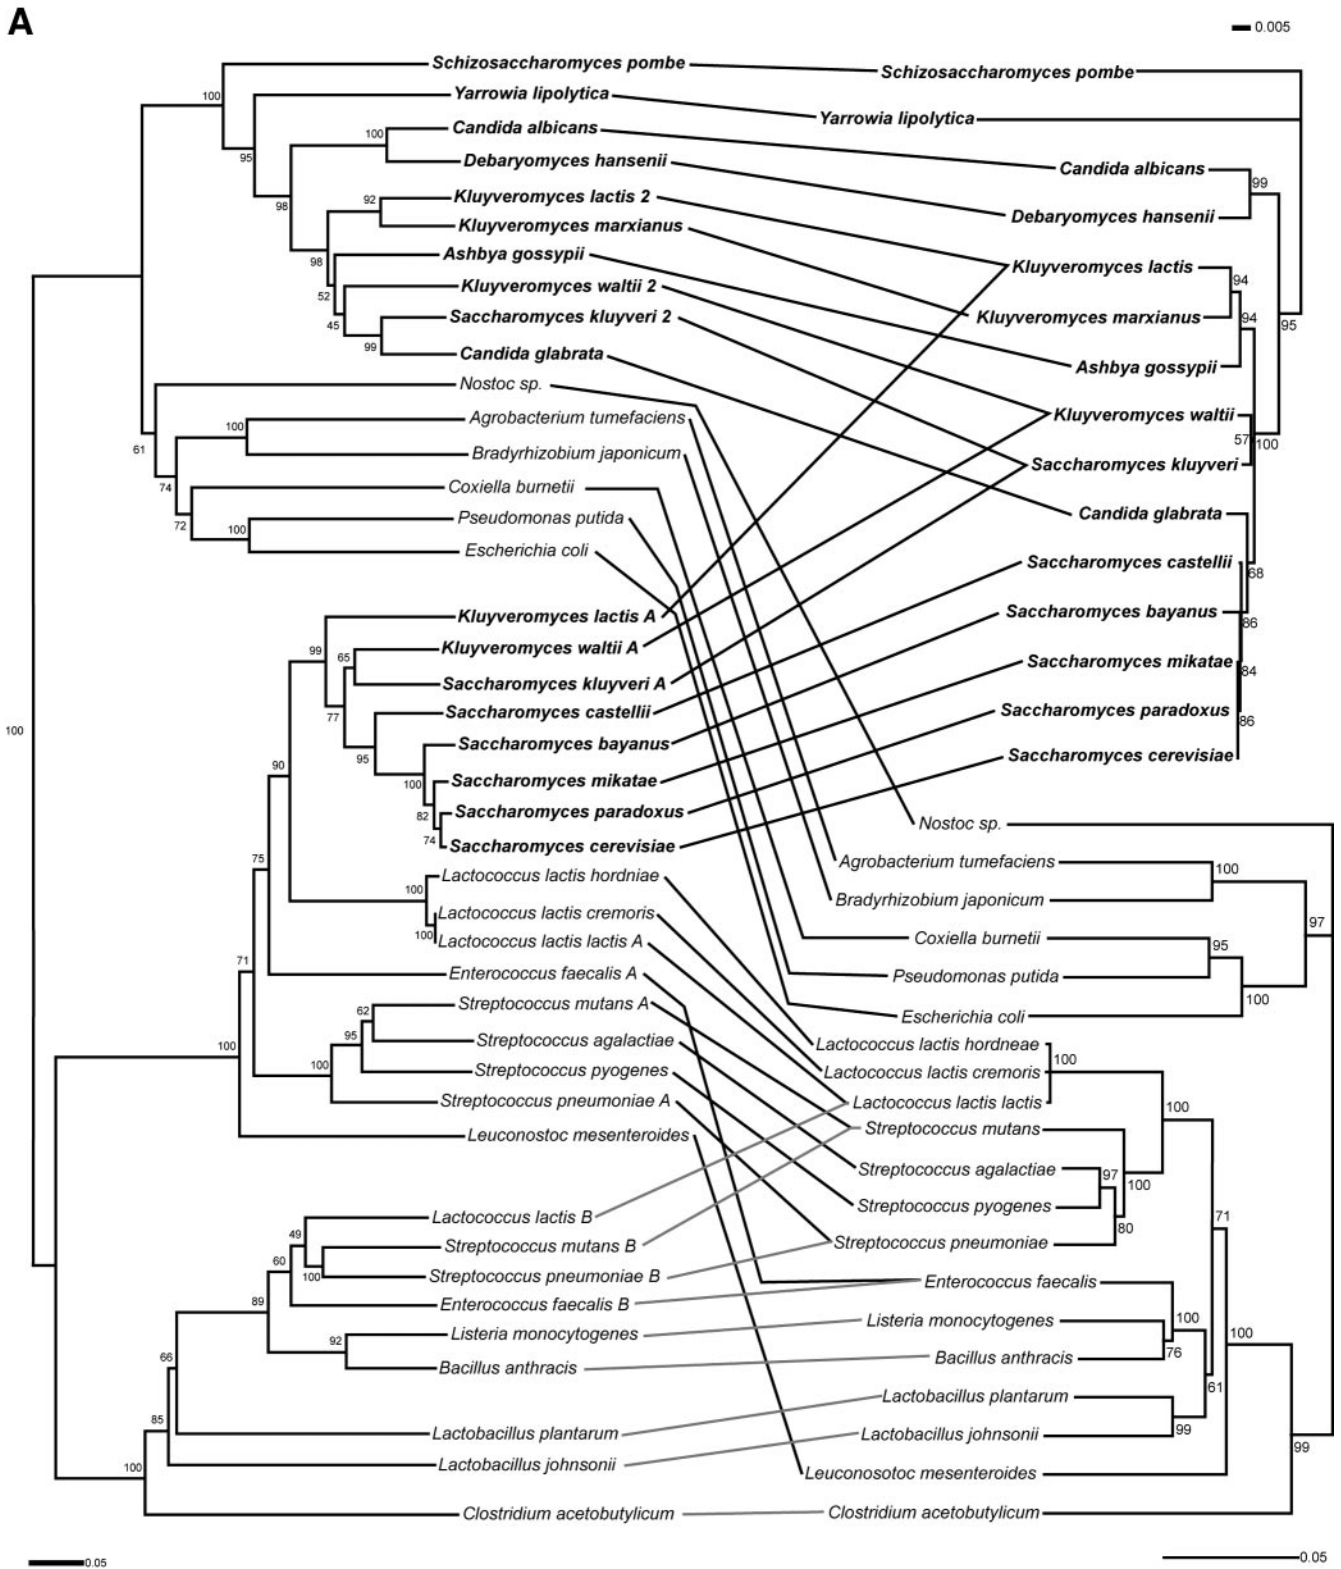 A
0.005
Schizosaccharomyces pombe
Yarrowia lipolytica
Candida albicans
Debaryomyces hansenii
Kluyveromyces lactis 2
Kluyveromyces marxianus
Ashbya gossypii
Kluyveromyces waltii 2
Saccharomyces kluyveri 2
Candida glabrata
Nostoc sp.
Agrobacterium tumefaciens
Bradyrhizobium japonicum
Coxiella burnetii
Pseudomonas putida
Escherichia coli
Kluyveromyces lactis A
Kluyveromyces waltii A
Saccharomyces kluyveri A
Saccharomyces castellii
Saccharomyces bayanus
Saccharomyces mikatae
Saccharomyces paradoxus
Saccharomyces cerevisiae
Lactococcus lactis hordniae
Lactococcus lactis cremoris
Lactococcus lactis lactis A
Enterococcus faecalis A
Streptococcus mutans A
Streptococcus agalactiae
Streptococcus pyogenes
Streptococcus pneumoniae A
Leuconostoc mesenteroides
Lactococcus lactis B
Streptococcus mutans B
Streptococcus pneumoniae B
Enterococcus faecalis B
Listeria monocytogenes
Bacillus anthracis
Lactobacillus plantarum
Lactobacillus johnsonii
Clostridium acetobutylicum
100
95
100
98
92
98
52
45
99
61
100
74
72
100
100
99
65
77
95
90
100
82
74
75
100
100
71
62
95
100
100
49
60
100
89
92
66
85
100
0.05
Schizosaccharomyces pombe
Yarrowia lipolytica
Candida albicans
Debaryomyces hansenii
Kluyveromyces lactis
Kluyveromyces marxianus
Ashbya gossypii
Kluyveromyces waltii
Saccharomyces kluyveri
Candida glabrata
Saccharomyces castellii
Saccharomyces bayanus
Saccharomyces mikatae
Saccharomyces paradoxus
Saccharomyces cerevisiae
Nostoc sp.
Agrobacterium tumefaciens
Bradyrhizobium japonicum
Coxiella burnetii
Pseudomonas putida
Escherichia coli
Lactococcus lactis hordneae
Lactococcus lactis cremoris
Lactococcus lactis lactis
Streptococcus mutans
Streptococcus agalactiae
Streptococcus pyogenes
Streptococcus pneumoniae
Enterococcus faecalis
Listeria monocytogenes
Bacillus anthracis
Lactobacillus plantarum
Lactobacillus johnsonii
Leuconosotoc mesenteroides
Clostridium acetobutylicum
99
94
94
95
57
100
68
86
84
86
100
97
95
100
100
100
97
100
80
71
100
100
76
61
99
99
0.05